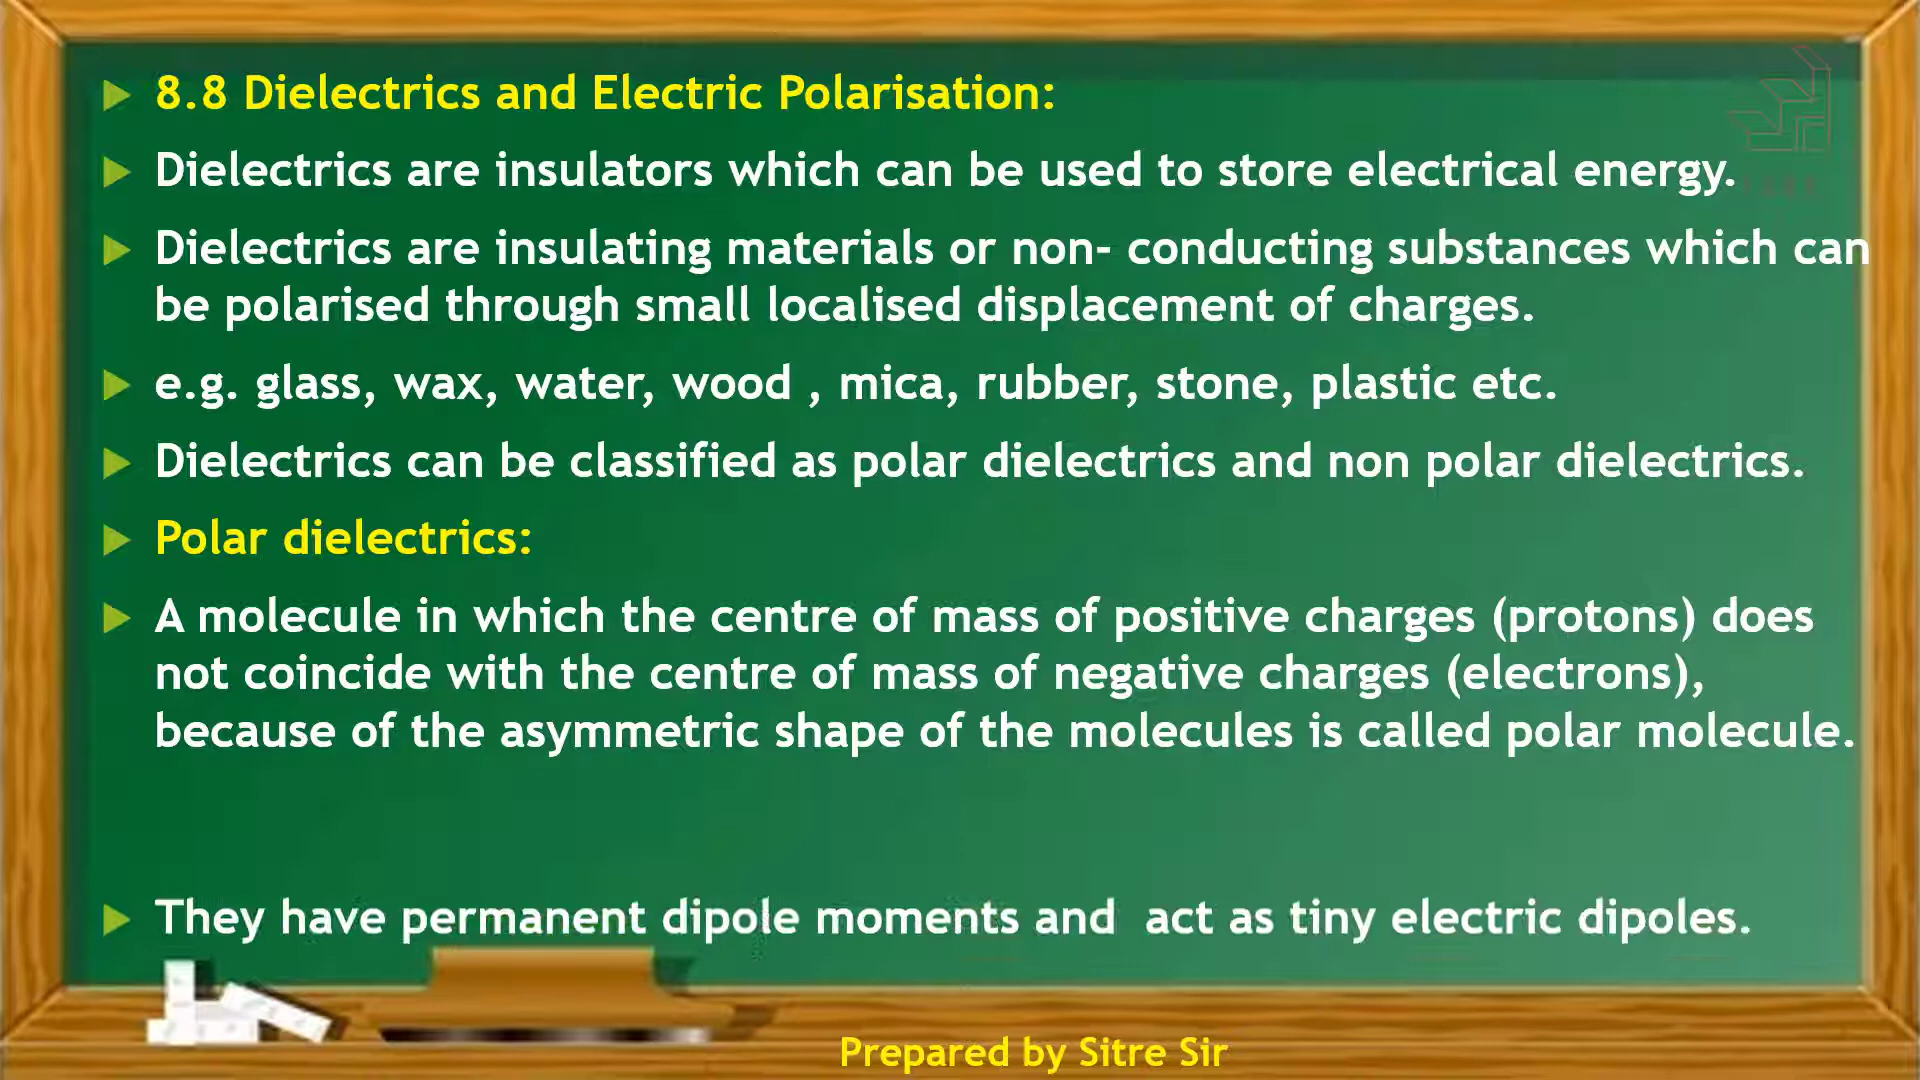 8.8 Dielectrics and Electric Polarisation:
Dielectrics are insulators which can be used to store electrical energy.
Dielectrics are insulating materials or non- conducting substances which can
be polarised through small localised displacement of charges.
e.g. glass, wax, water, wood , mica, rubber, stone, plastic etc.
Dielectrics can be classified as polar dielectrics and non polar dielectrics.
Polar dielectrics:
A molecule in which the centre of mass of positive charges (protons) does
not coincide with the centre of mass of negative charges (electrons),
because of the asymmetric shape of the molecules is called polar molecule.
They have permanent dipole moments and  act as tiny electric dipoles.
Prepared by Sitre Sir